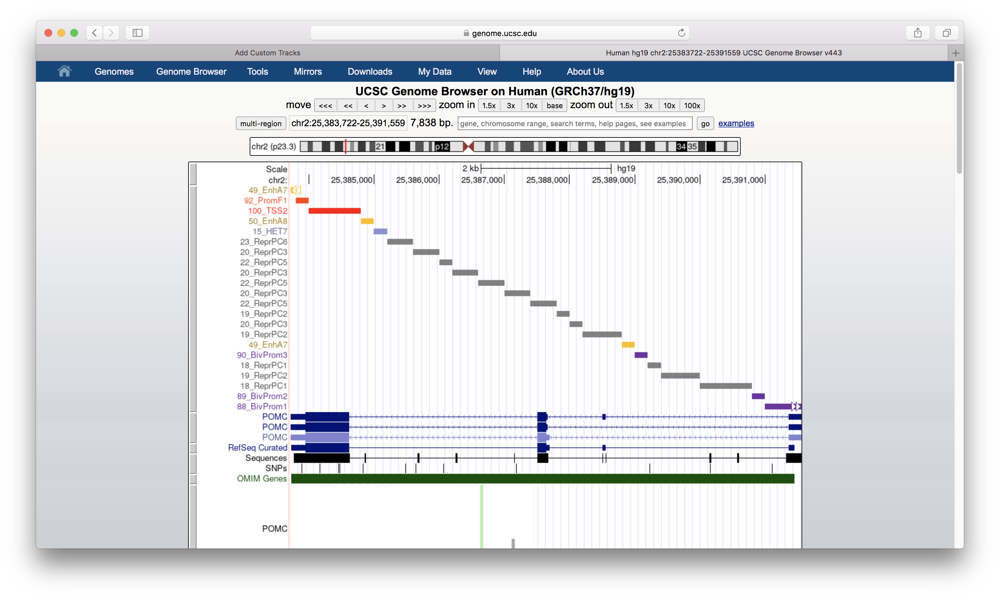 genome.ucsc.edu
Add Custom Tracks
Human hg19 chr2:25383722-25391559 UCSC Genome Browser v443
Genomes Genome Browser Tools Mirrors Downloads My Data View Help About Us
UCSC Genome Browser on Human (GRCh37/hg19)
move <<< << < > >> >>> zoom in 1.5x 3x 10x base zoom out 1.5x 3x 10x 100x
multi-region chr2:25,383,722-25,391,559 7,838 bp. gene, chromosome range, search terms, help pages, see examples go examples
chr2 (p23.3) 21 p12 34 35
Scale 2 kb hg19
chr2: 25,385,000 25,386,000 25,387,000 25,388,000 25,389,000 25,390,000 25,391,000
49_EnhA7
92_PromF1
100_TSS2
50_EnhA8
15_HET7
23_ReprPC6
20_ReprPC3
22_ReprPC5
20_ReprPC3
22_ReprPC5
20_ReprPC3
22_ReprPC5
19_ReprPC2
20_ReprPC3
19_ReprPC2
49_EnhA7
90_BivProm3
18_ReprPC1
19_ReprPC2
18_ReprPC1
89_BivProm2
88_BivProm1
POMC
POMC
POMC
RefSeq Curated
Sequences
SNPs
OMIM Genes
POMC